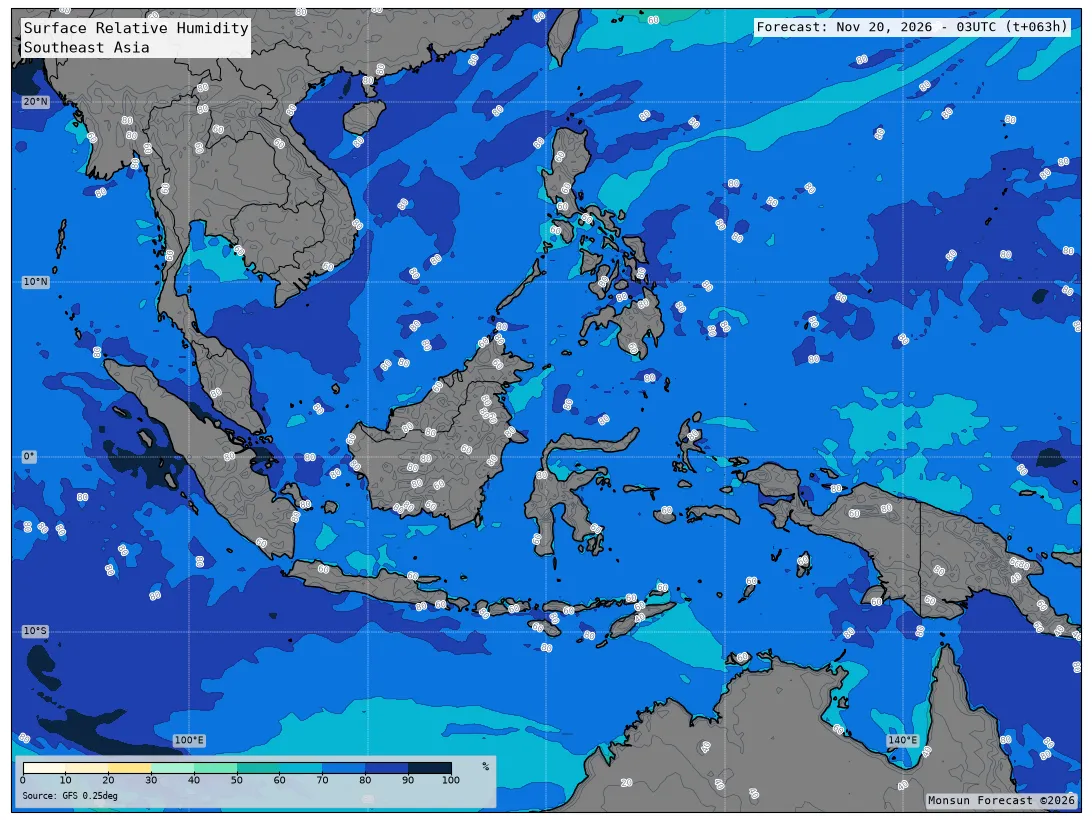 Surface Relative Humidity
Southeast Asia
Forecast: Nov 20, 2026 - 03UTC (t+063h)
20°N
10°N
0°
10°S
100°E
140°E
10 20 30 40 50 60 70 80 90 100
%
Source: GFS 0.25deg
Monsun Forecast ©2026